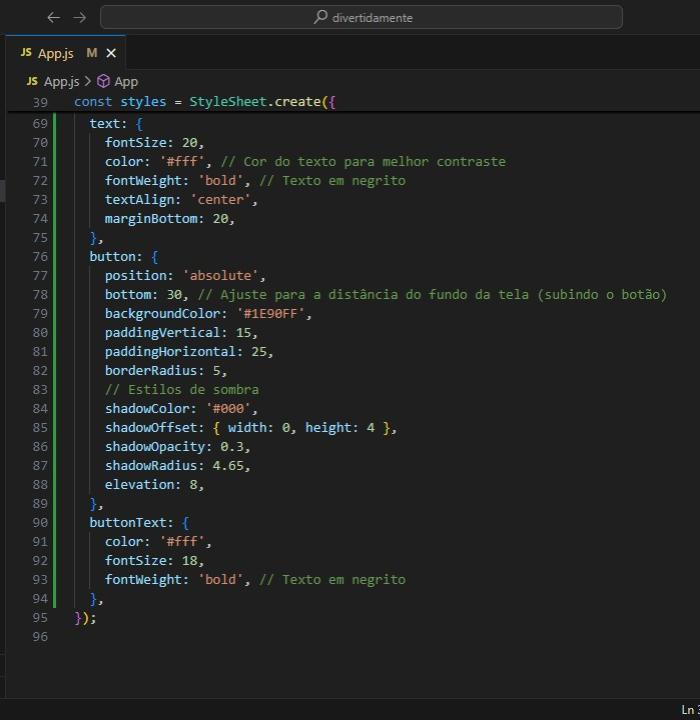 divertidamente
JS App.js M
JS App.js > App
39 const styles = StyleSheet.create({
69 text: {
70 fontSize: 20,
71 color: '#fff', // Cor do texto para melhor contraste
72 fontWeight: 'bold', // Texto em negrito
73 textAlign: 'center',
74 marginBottom: 20,
75 },
76 button: {
77 position: 'absolute',
78 bottom: 30, // Ajuste para a distância do fundo da tela (subindo o botão)
79 backgroundColor: '#1E90FF',
80 paddingVertical: 15,
81 paddingHorizontal: 25,
82 borderRadius: 5,
83 // Estilos de sombra
84 shadowColor: '#000',
85 shadowOffset: { width: 0, height: 4 },
86 shadowOpacity: 0.3,
87 shadowRadius: 4.65,
88 elevation: 8,
89 },
90 buttonText: {
91 color: '#fff',
92 fontSize: 18,
93 fontWeight: 'bold', // Texto em negrito
94 },
95 });
96
Ln